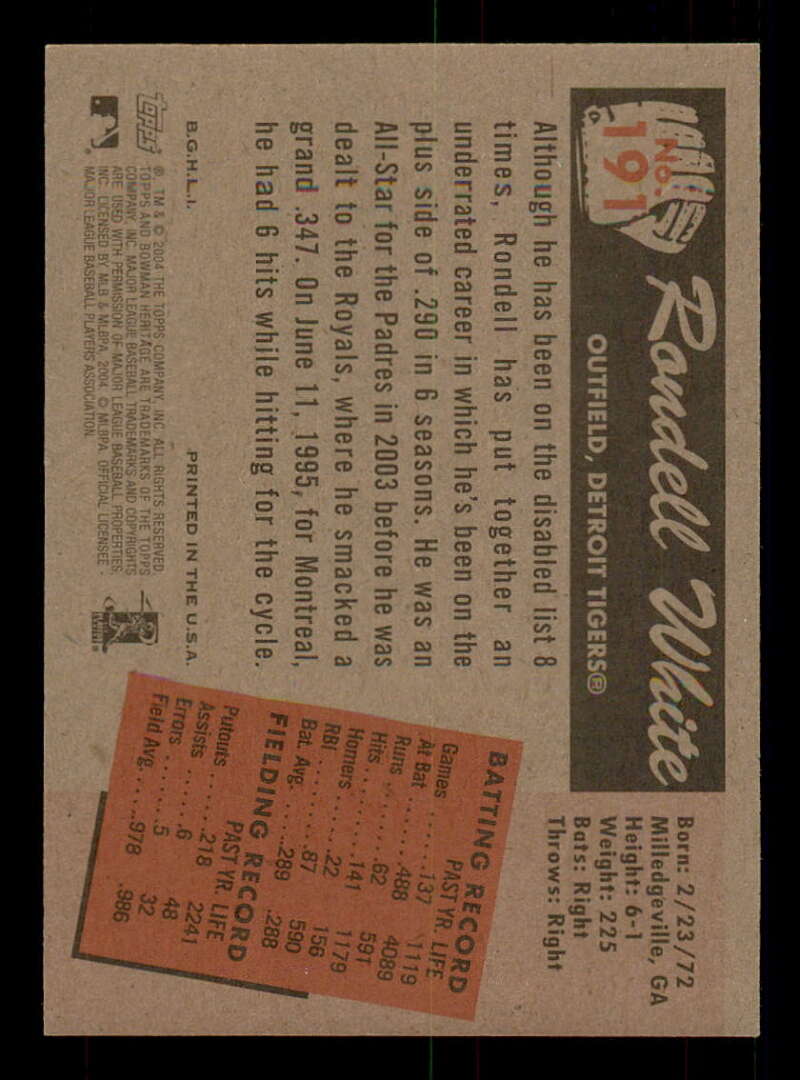 No.
191
Rondell White
OUTFIELD, DETROIT TIGERS®
Born: 2/23/72
Milledgeville, GA
Height: 6-1
Weight: 225
Bats: Right
Throws: Right
Although he has been on the disabled list 8
times, Rondell has put together an
underrated career in which he's been on the
plus side of .290 in 6 seasons. He was an
All-Star for the Padres in 2003 before he was
dealt to the Royals, where he smacked a
grand .347. On June 11, 1995, for Montreal,
he had 6 hits while hitting for the cycle.
BATTING RECORD
PAST YR. LIFE
Games ......137 1119
At Bat .......488 4089
Runs .......62 591
Hits........141 1179
Homers......22 156
RBI ........87 590
Bat. Avg. ....289 .288
FIELDING RECORD
PAST YR. LIFE
Putouts .....218 2241
Assists ......6 48
Errors ......5 32
Field Avg. ....978 .986
B.G.H.L.I. PRINTED IN THE U.S.A.
TOPPS
®, TM & © 2004 THE TOPPS COMPANY, INC. ALL RIGHTS RESERVED.
TOPPS AND BOWMAN HERITAGE ARE TRADEMARKS OF THE TOPPS
COMPANY, INC. MAJOR LEAGUE BASEBALL TRADEMARKS AND COPYRIGHTS
ARE USED WITH PERMISSION OF MAJOR LEAGUE BASEBALL PROPERTIES,
INC. LICENSED BY MLB & MLBPA, 2004. © MLBPA. OFFICIAL LICENSEE -
MAJOR LEAGUE BASEBALL PLAYERS ASSOCIATION.